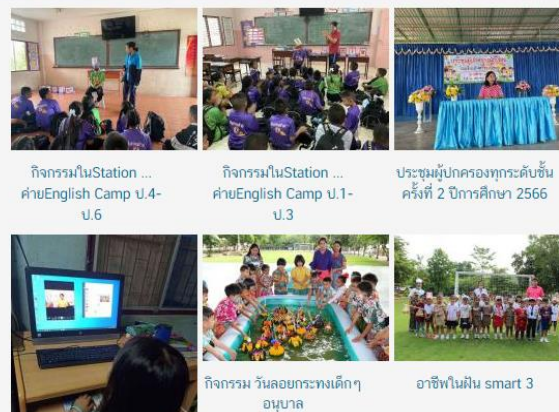 กิจกรรมในStation ...
ค่ายEnglish Camp ป.4-
ป.6
กิจกรรมในStation ...
ค่ายEnglish Camp ป.1-
ป.3
ประชุมผู้ปกครองทุกระดับชั้น
ครั้งที่ 2 ปีการศึกษา 2566
กิจกรรม วันลอยกระทงเด็กๆ
อนุบาล
อาชีพในฝัน smart 3